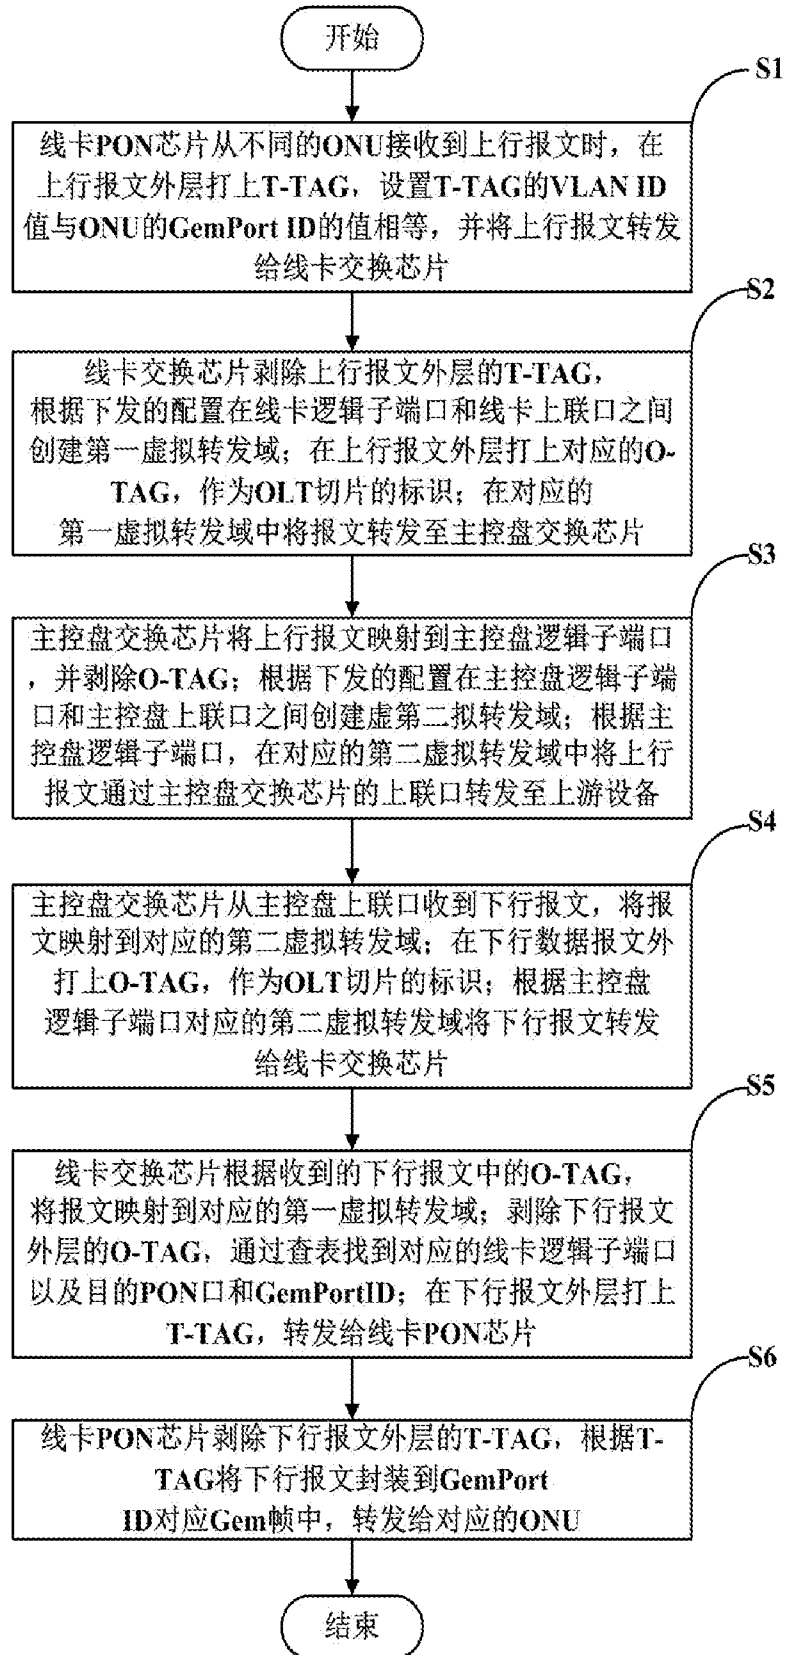 开始
S1
线卡PON芯片从不同的ONU接收到上行报文时，在
上行报文外层打上T-TAG，设置T-TAG的VLAN ID
值与ONU的GemPort ID的值相等，并将上行报文转发
给线卡交换芯片
S2
线卡交换芯片剥除上行报文外层的T-TAG，
根据下发的配置在线卡逻辑子端口和线卡上联口之间
创建第一虚拟转发域；在上行报文外层打上对应的O-
TAG，作为OLT切片的标识；在对应的
第一虚拟转发域中将报文转发至主控盘交换芯片
S3
主控盘交换芯片将上行报文映射到主控盘逻辑子端口
，并剥除O-TAG；根据下发的配置在主控盘逻辑子端
口和主控盘上联口之间创建虚第二拟转发域；根据主
控盘逻辑子端口，在对应的第二虚拟转发域中将上行
报文通过主控盘交换芯片的上联口转发至上游设备
S4
主控盘交换芯片从主控盘上联口收到下行报文，将报
文映射到对应的第二虚拟转发域；在下行数据报文外
打上O-TAG，作为OLT切片的标识；根据主控盘
逻辑子端口对应的第二虚拟转发域将下行报文转发
给线卡交换芯片
S5
线卡交换芯片根据收到的下行报文中的O-TAG，
将报文映射到对应的第一虚拟转发域；剥除下行报文
外层的O-TAG，通过查表找到对应的线卡逻辑子端口
以及目的PON口和GemPortID；在下行报文外层打上
T-TAG，转发给线卡PON芯片
S6
线卡PON芯片剥除下行报文外层的T-TAG，根据T-
TAG将下行报文封装到GemPort
ID对应Gem帧中，转发给对应的ONU
结束